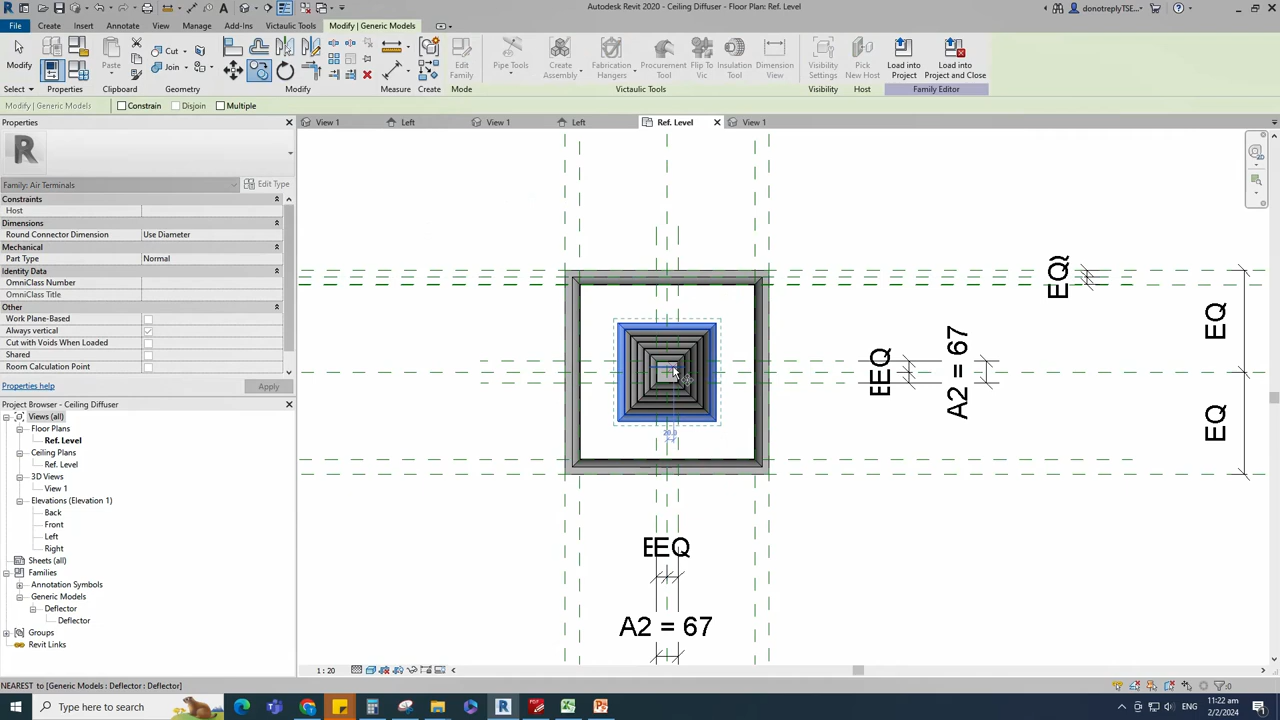 Autodesk Revit 2020 - Ceiling Diffuser - Floor Plan: Ref. Level
donotreplyTSE...
File Create Insert Annotate View Manage Add-Ins Victaulic Tools Modify | Generic Models
Modify
Paste
Cut
Join
Edit Family
Pipe Tools
Create Assembly
Fabrication Hangers
Procurement Tool
Flip To Vic
Insulation Tool
Dimension View
Visibility Settings
Pick New Host
Load into Project
Load into Project and Close
Select Properties Clipboard Geometry Modify Measure Create Mode Victaulic Tools Visibility Host Family Editor
Modify | Generic Models Constrain Disjoin Multiple
Properties
View 1 Left View 1 Left Ref. Level View 1
Family: Air Terminals Edit Type
Constraints
Host
Dimensions
Round Connector Dimension Use Diameter
Mechanical
Part Type Normal
Identity Data
OmniClass Number
OmniClass Title
Other
Work Plane-Based
Always vertical
Cut with Voids When Loaded
Shared
Room Calculation Point
Properties help Apply
Project Browser - Ceiling Diffuser
Views (all)
Floor Plans
Ref. Level
Ceiling Plans
Ref. Level
3D Views
View 1
Elevations (Elevation 1)
Back
Front
Left
Right
Sheets (all)
Families
Annotation Symbols
Generic Models
Deflector
Deflector
Groups
Revit Links
EQ
EQ
A2 = 67
EQ
EQ
EEQ
A2 = 67
1 : 20
NEAREST to [Generic Models : Deflector : Deflector]
:0
Type here to search
11:22 am
2/2/2024